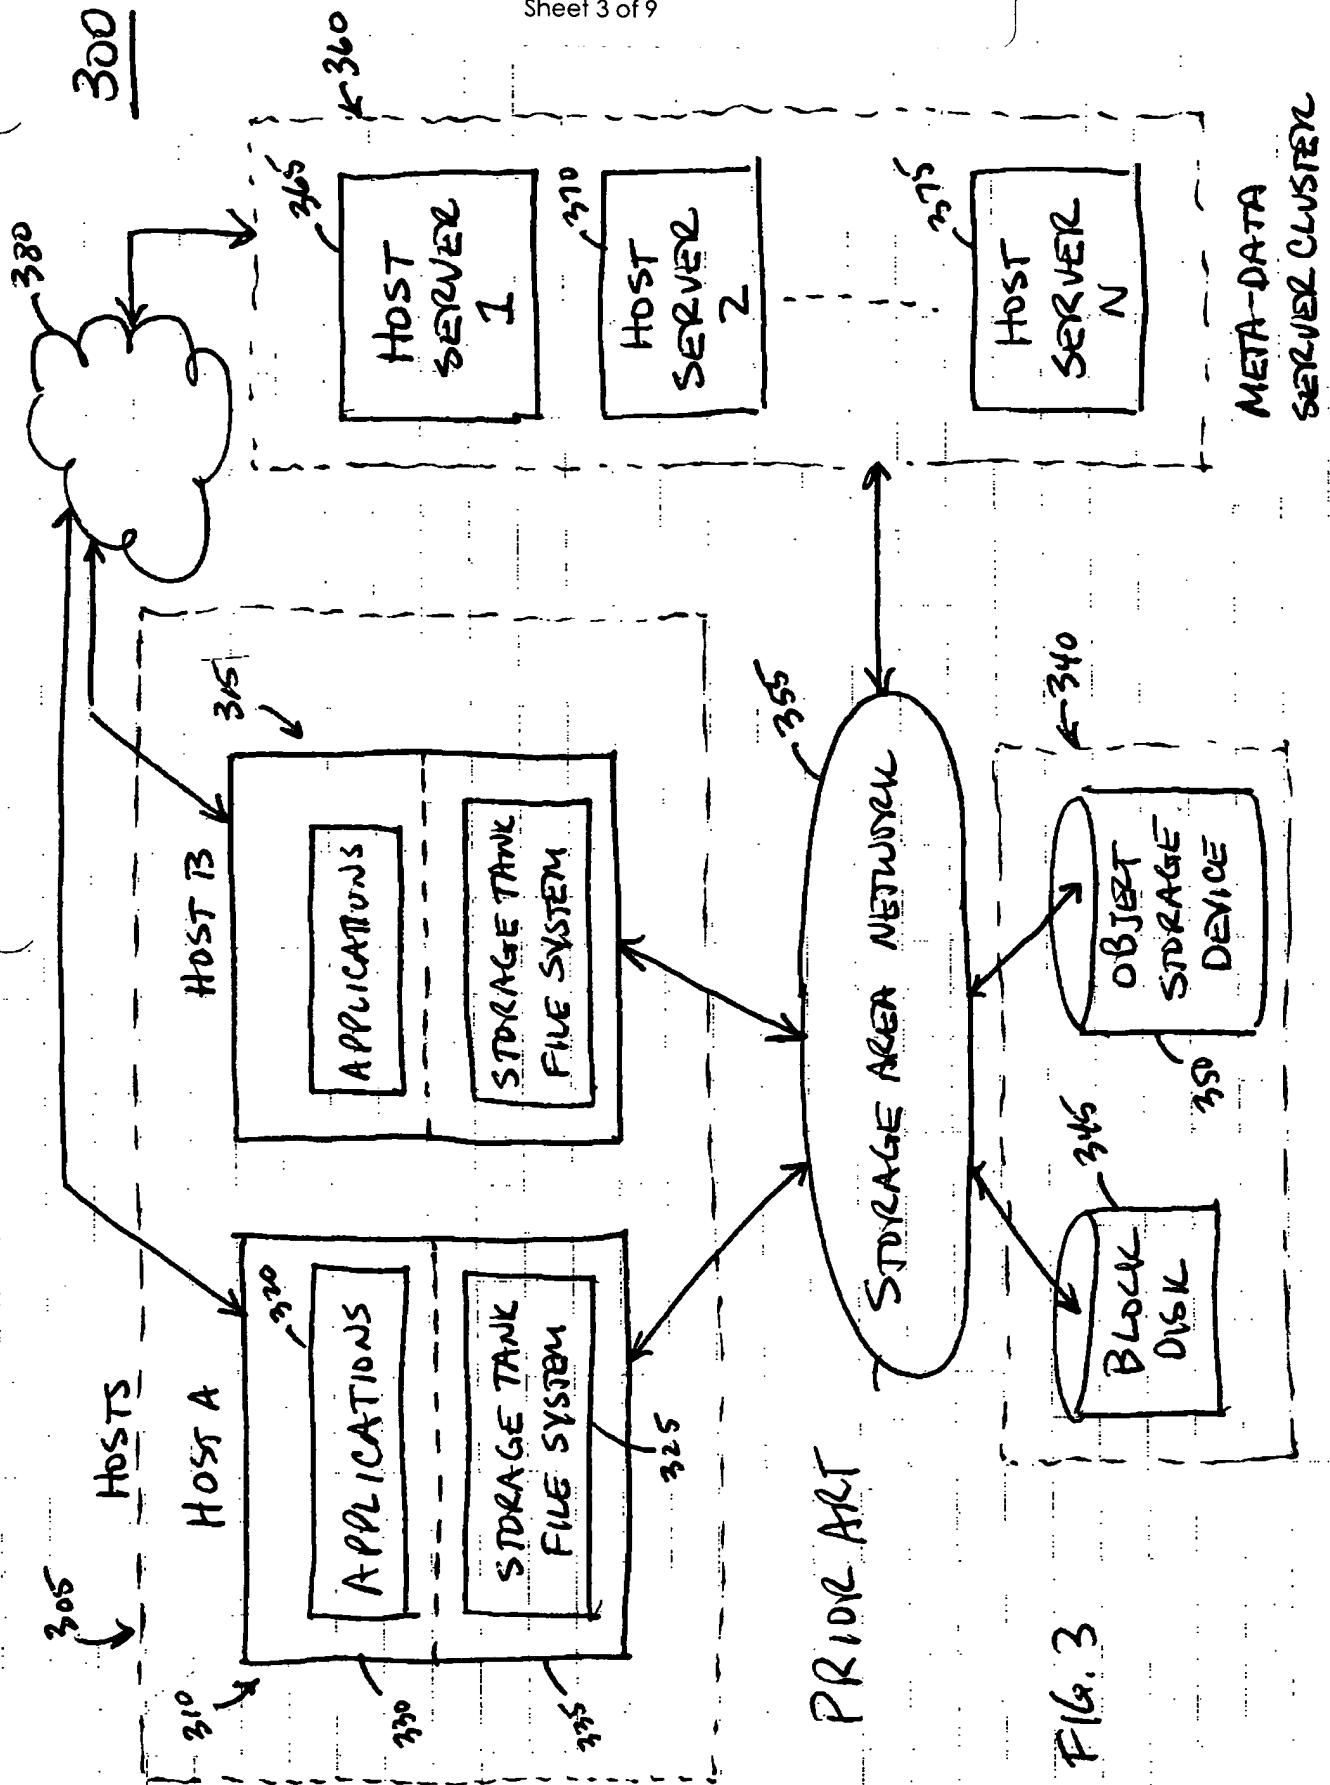 Sheet 3 of 9
300
HOSTS
305
HOST A
310
320
APPLICATIONS
330
STORAGE TANK
FILE SYSTEM
325
335
HOST B
315
APPLICATIONS
STORAGE TANK
FILE SYSTEM
380
360
365
HOST
SERVER
1
370
HOST
SERVER
2
375
HOST
SERVER
N
META-DATA
SERVER CLUSTER
355
STORAGE AREA NETWORK
340
345
BLOCK
DISK
350
OBJECT
STORAGE
DEVICE
PRIOR ART
FIG. 3